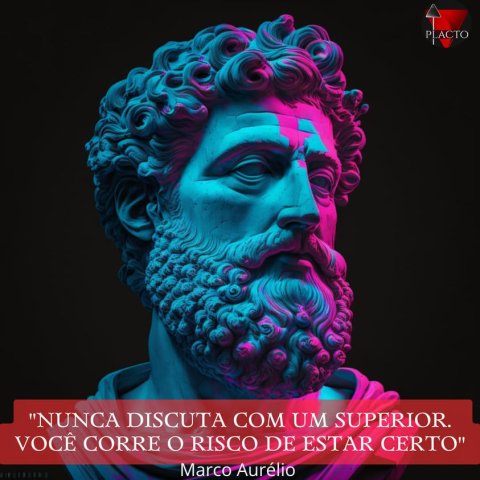 PLACTO
"NUNCA DISCUTA COM UM SUPERIOR.
VOCÊ CORRE O RISCO DE ESTAR CERTO"
Marco Aurélio